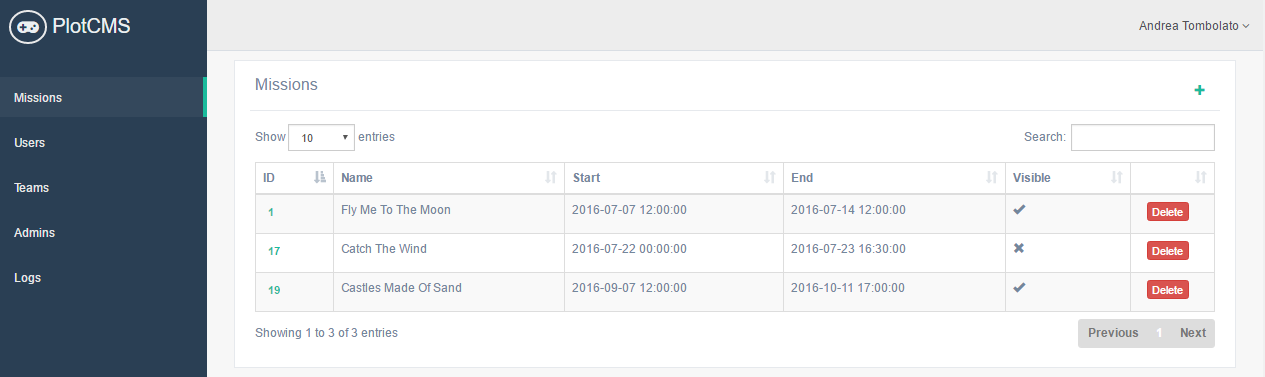 PlotCMS
Andrea Tombolato
Missions
Users
Teams
Admins
Logs
Missions
Show 10 entries
Search:
ID Name Start End Visible
1 Fly Me To The Moon 2016-07-07 12:00:00 2016-07-14 12:00:00 Delete
17 Catch The Wind 2016-07-22 00:00:00 2016-07-23 16:30:00 Delete
19 Castles Made Of Sand 2016-09-07 12:00:00 2016-10-11 17:00:00 Delete
Showing 1 to 3 of 3 entries
Previous 1 Next